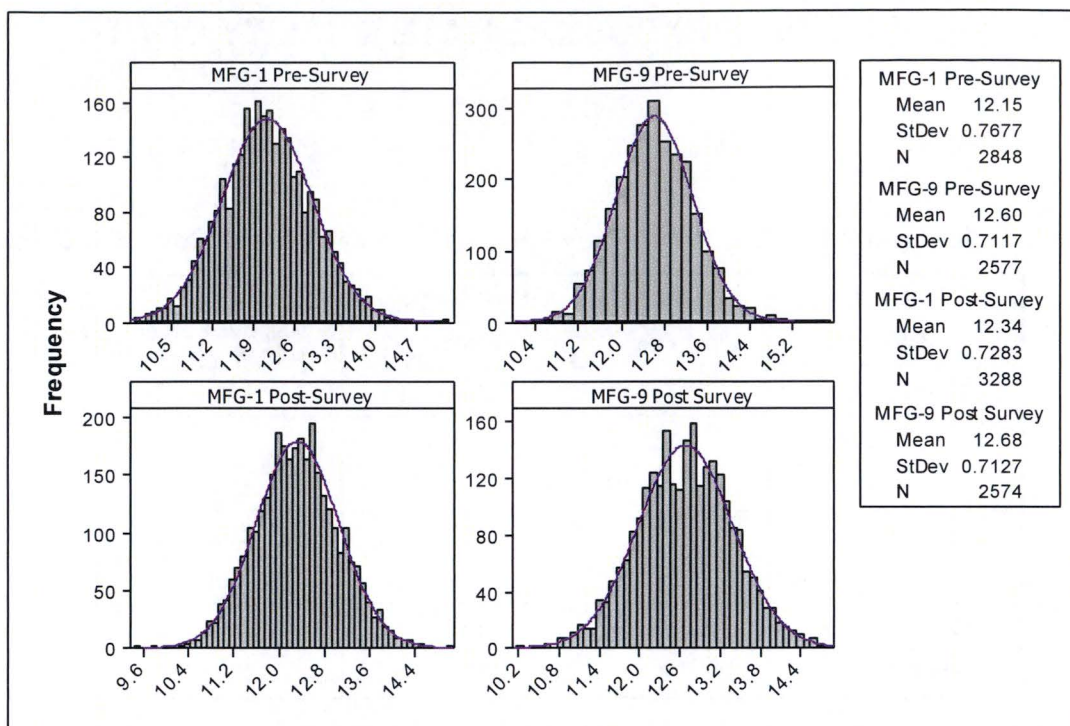 MFG-1 Pre-Survey
160
120
80
40
0
10.5 11.2 11.9 12.6 13.3 14.0 14.7
MFG-9 Pre-Survey
300
200
100
0
10.4 11.2 12.0 12.8 13.6 14.4 15.2
Frequency
MFG-1 Post-Survey
200
150
100
50
0
9.6 10.4 11.2 12.0 12.8 13.6 14.4
MFG-9 Post Survey
160
120
80
40
0
10.2 10.8 11.4 12.0 12.6 13.2 13.8 14.4
MFG-1 Pre-Survey
Mean 12.15
StDev 0.7677
N 2848
MFG-9 Pre-Survey
Mean 12.60
StDev 0.7117
N 2577
MFG-1 Post-Survey
Mean 12.34
StDev 0.7283
N 3288
MFG-9 Post Survey
Mean 12.68
StDev 0.7127
N 2574